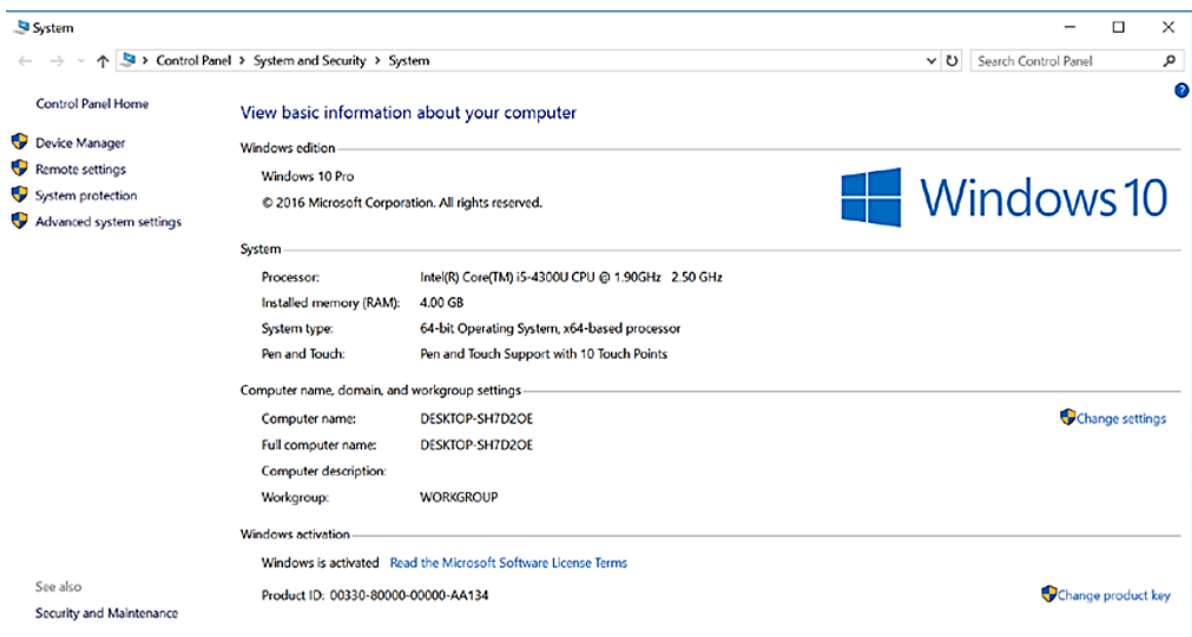 System
Control Panel > System and Security > System
Search Control Panel
Control Panel Home
Device Manager
Remote settings
System protection
Advanced system settings
See also
Security and Maintenance
View basic information about your computer
Windows edition
Windows 10 Pro
© 2016 Microsoft Corporation. All rights reserved.
Windows 10
System
Processor: Intel(R) Core(TM) i5-4300U CPU @ 1.90GHz 2.50 GHz
Installed memory (RAM): 4.00 GB
System type: 64-bit Operating System, x64-based processor
Pen and Touch: Pen and Touch Support with 10 Touch Points
Computer name, domain, and workgroup settings
Computer name: DESKTOP-SH7D2OE
Change settings
Full computer name: DESKTOP-SH7D2OE
Computer description:
Workgroup: WORKGROUP
Windows activation
Windows is activated Read the Microsoft Software License Terms
Product ID: 00330-80000-00000-AA134
Change product key